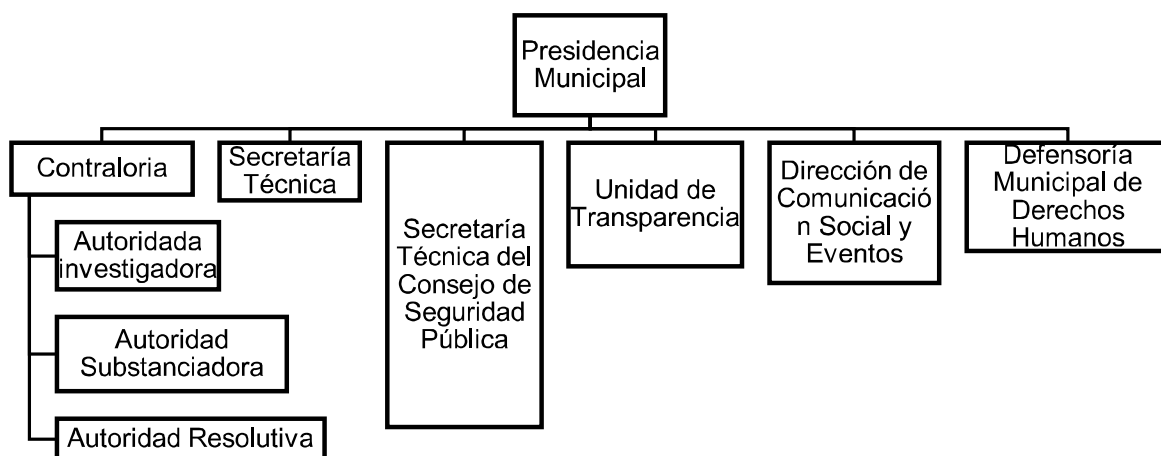 Presidencia
Municipal
Contraloria
Secretaría
Técnica
Secretaría
Técnica del
Consejo de
Seguridad
Pública
Unidad de
Transparencia
Dirección de
Comunicació
n Social y
Eventos
Defensoría
Municipal de
Derechos
Humanos
Autoridada
investigadora
Autoridad
Substanciadora
Autoridad Resolutiva